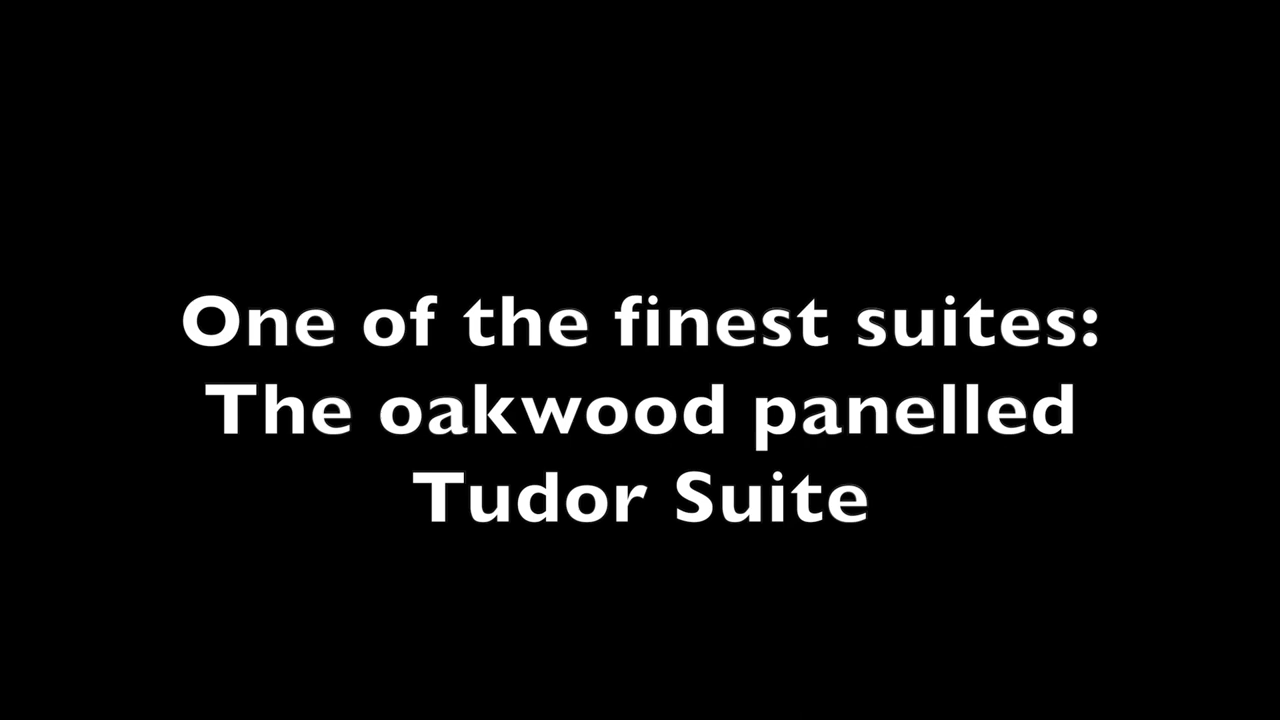 One of the finest suites:
The oakwood panelled
Tudor Suite